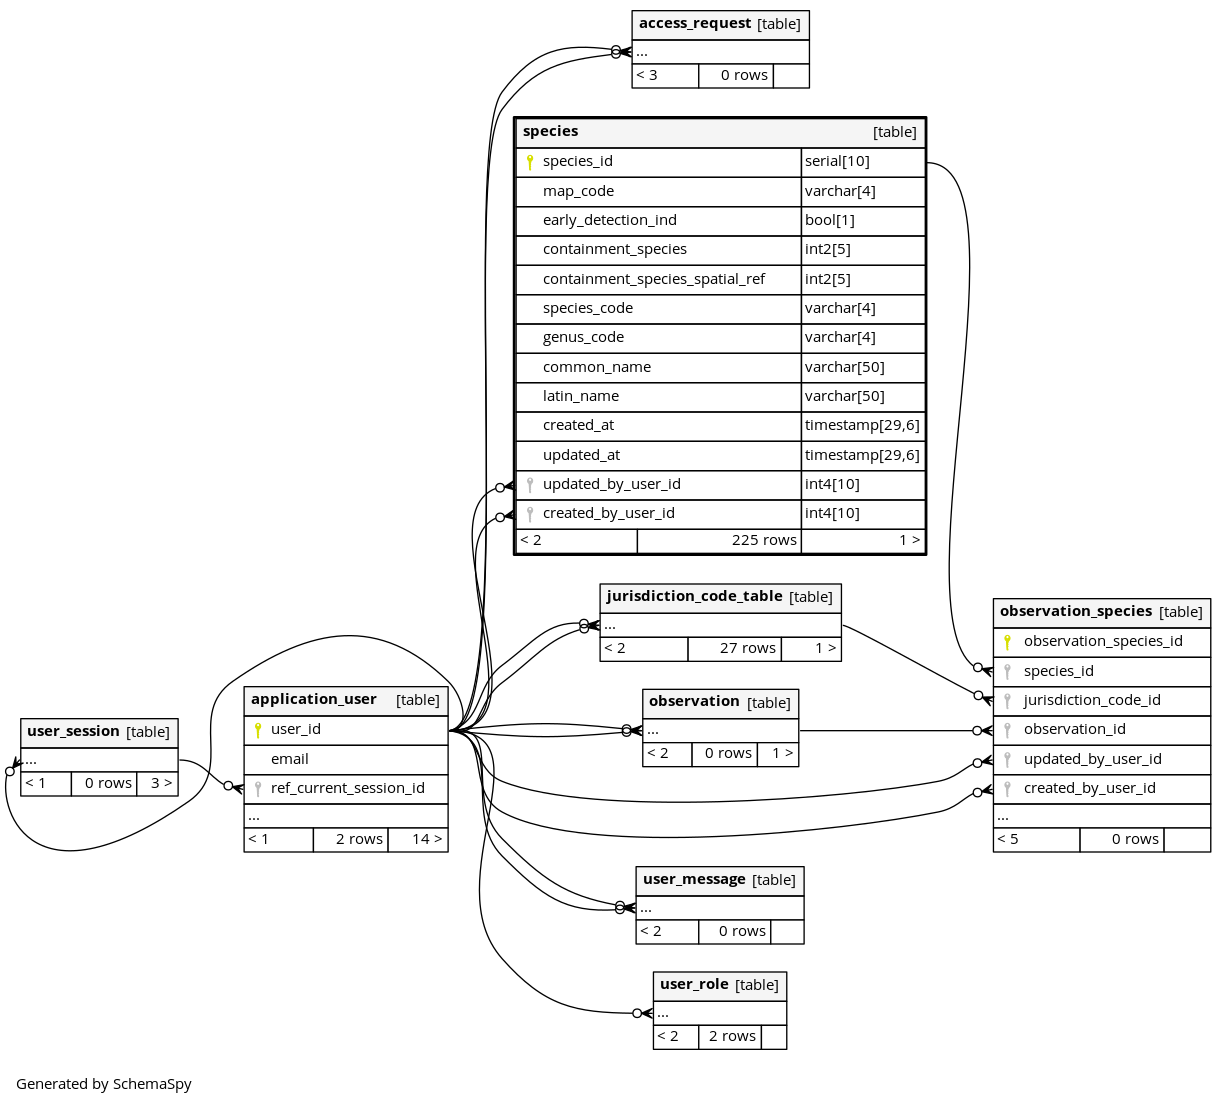 access_request [table]
...
< 3 0 rows
species [table]
species_id serial[10]
map_code varchar[4]
early_detection_ind bool[1]
containment_species int2[5]
containment_species_spatial_ref int2[5]
species_code varchar[4]
genus_code varchar[4]
common_name varchar[50]
latin_name varchar[50]
created_at timestamp[29,6]
updated_at timestamp[29,6]
updated_by_user_id int4[10]
created_by_user_id int4[10]
< 2 225 rows 1 >
jurisdiction_code_table [table]
...
< 2 27 rows 1 >
observation_species [table]
observation_species_id
species_id
jurisdiction_code_id
observation_id
updated_by_user_id
created_by_user_id
...
< 5 0 rows
application_user [table]
user_id
email
ref_current_session_id
...
< 1 2 rows 14 >
observation [table]
...
< 2 0 rows 1 >
user_session [table]
...
< 1 0 rows 3 >
user_message [table]
...
< 2 0 rows
user_role [table]
...
< 2 2 rows
Generated by SchemaSpy